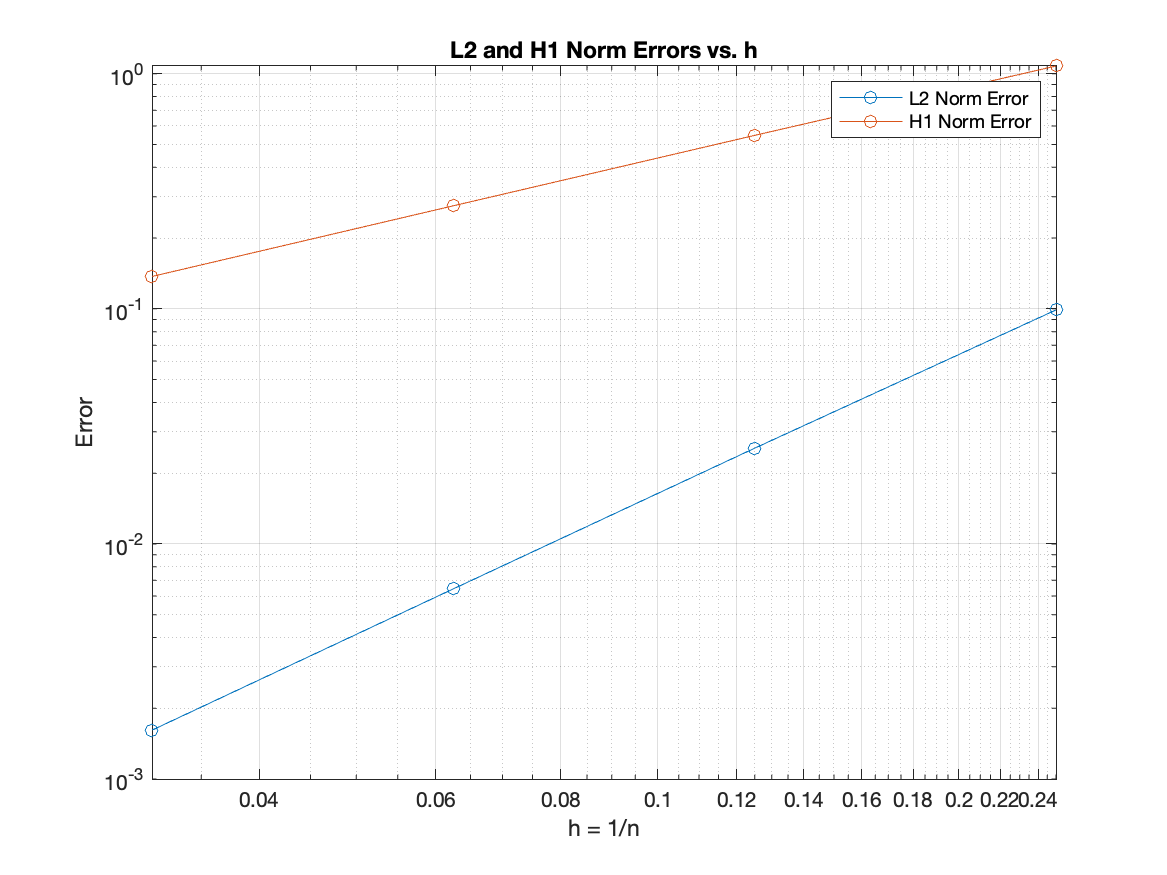 L2 and H1 Norm Errors vs. h
L2 Norm Error
H1 Norm Error
10^0
10^-1
10^-2
10^-3
Error
0.04 0.06 0.08 0.1 0.12 0.14 0.16 0.18 0.2 0.22 0.24
h = 1/n